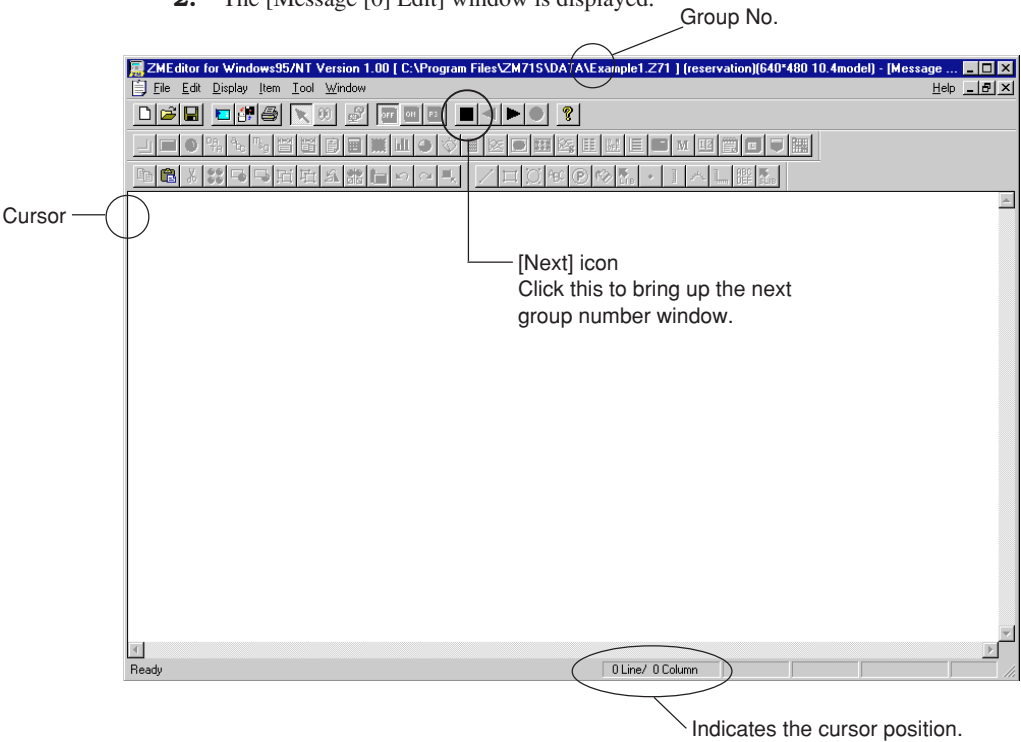 2. The [Message [0] Edit] window is displayed.
Group No.
ZMEditor for Windows95/NT Version 1.00 [ C:\Program Files\ZM71S\DATA\Example1.Z71 ] (reservation)(640*480 10.4model) - [Message ...
File Edit Display Item Tool Window Help
OFF ON P3
Cursor
[Next] icon
Click this to bring up the next
group number window.
Ready 0 Line/ 0 Column
Indicates the cursor position.